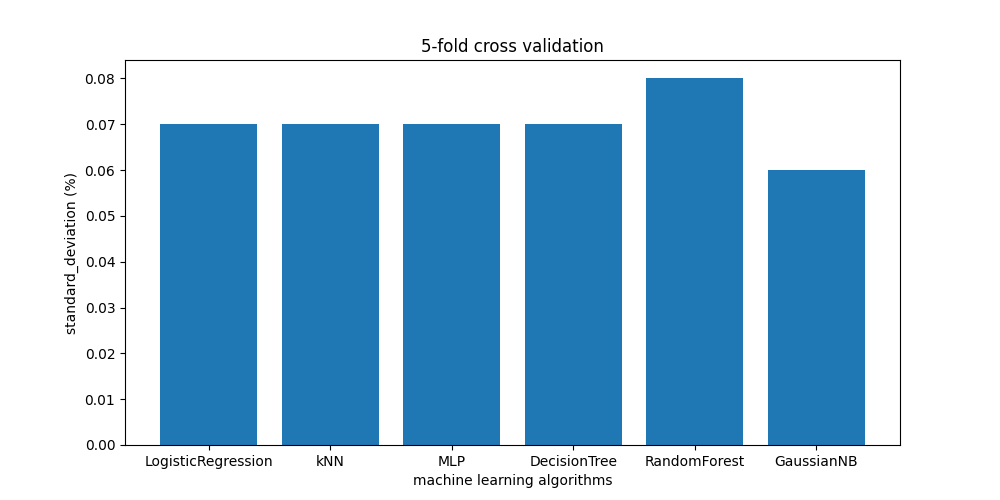 5-fold cross validation
standard_deviation (%)
0.08
0.07
0.06
0.05
0.04
0.03
0.02
0.01
0.00
LogisticRegression kNN MLP DecisionTree RandomForest GaussianNB
machine learning algorithms